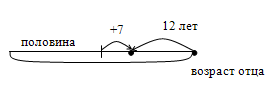 12 лет
+7
половина
возраст отца